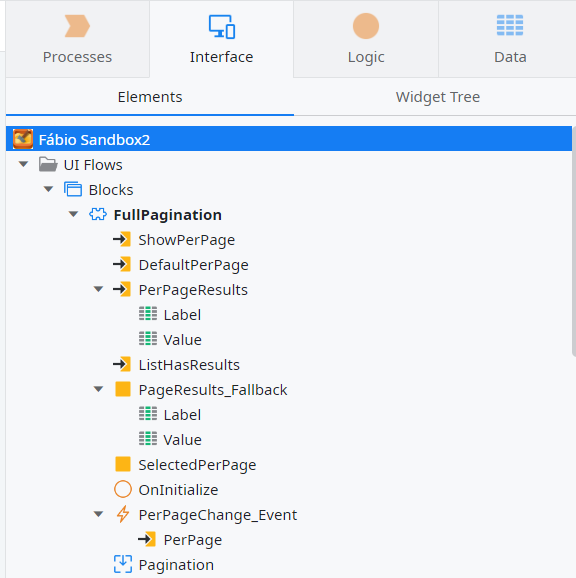 Processes
Interface
Logic
Data
Elements
Widget Tree
Fábio Sandbox2
UI Flows
Blocks
FullPagination
ShowPerPage
DefaultPerPage
PerPageResults
Label
Value
ListHasResults
PageResults_Fallback
Label
Value
SelectedPerPage
OnInitialize
PerPageChange_Event
PerPage
Pagination